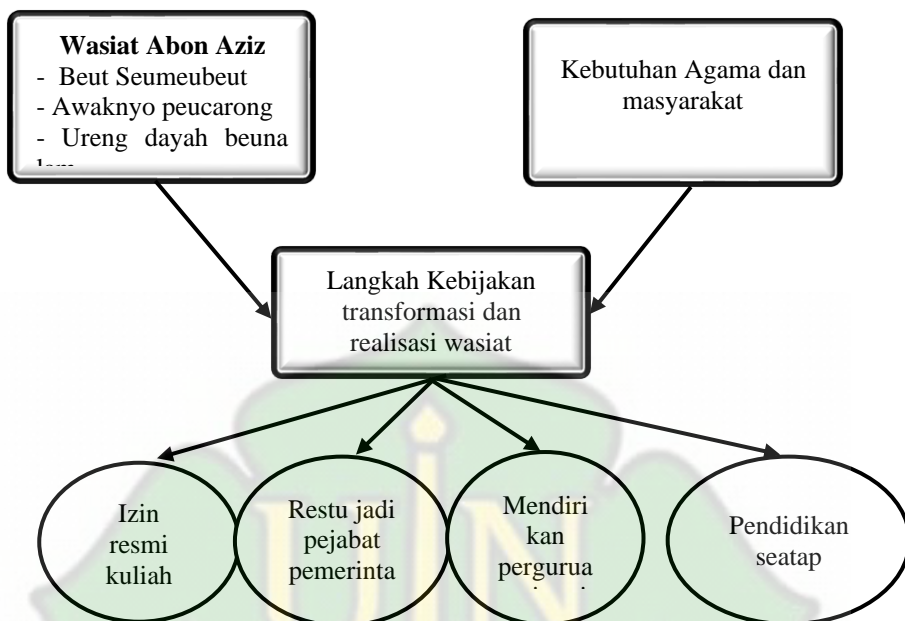 Wasiat Abon Aziz
- Beut Seumeubeut
- Awaknyo peucarong
- Ureng dayah beuna
Kebutuhan Agama dan
masyarakat
Langkah Kebijakan
transformasi dan
realisasi wasiat
Izin
resmi
kuliah
Restu jadi
pejabat
pemerinta
Mendiri
kan
pergurua
Pendidikan
seatap
UIN